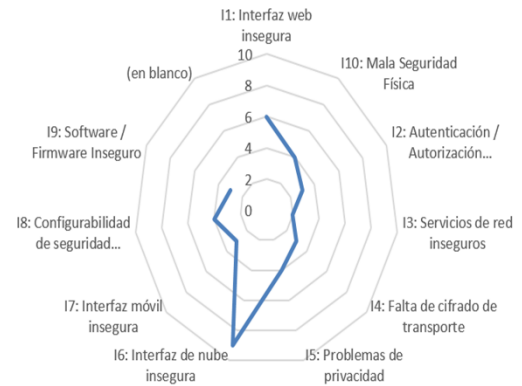 I1: Interfaz web
insegura
I10: Mala Seguridad
Física
I2: Autenticación /
Autorización...
I3: Servicios de red
inseguros
I4: Falta de cifrado de
transporte
I5: Problemas de
privacidad
I6: Interfaz de nube
insegura
I7: Interfaz móvil
insegura
I8: Configurabilidad
de seguridad...
I9: Software /
Firmware Inseguro
(en blanco)
10
8
6
4
2
0